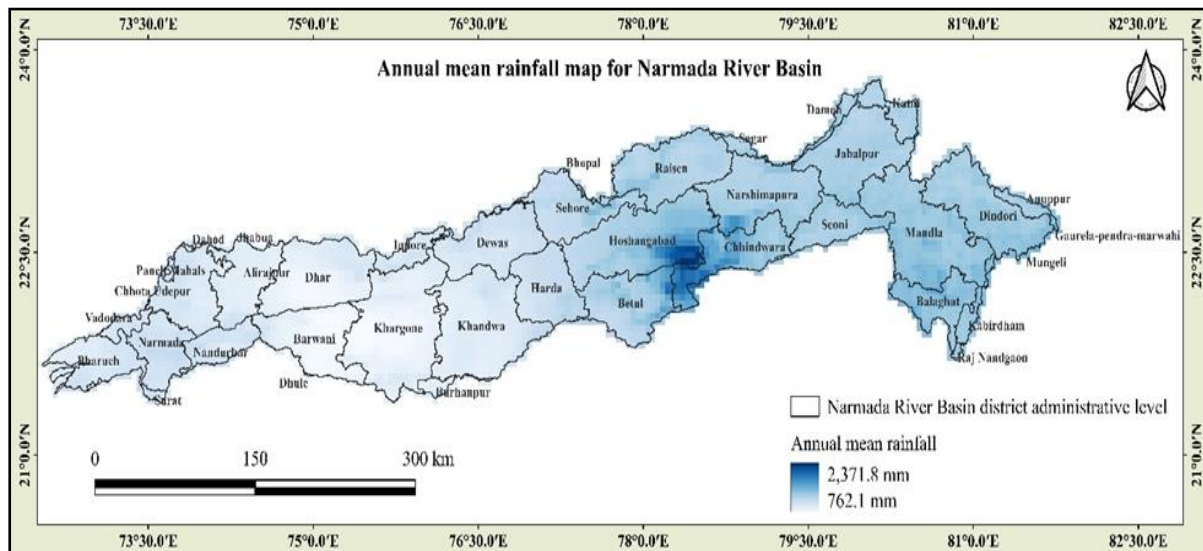 73°30.0'E 75°0.0'E 76°30.0'E 78°0.0'E 79°30.0'E 81°0.0'E 82°30.0'E
24°0.0'N 24°0.0'N
Annual mean rainfall map for Narmada River Basin
Damoh Katni
Sagar
Jabalpur
Bhopal Raisen
Narshimapura Anuppur
Sehore Dindori
Seoni Mandla Gaurela-pendra-marwahi
Dahod Jhabua Indore Dewas Hoshangabad Chhindwara
22°30.0'N 22°30.0'N
Mungeli
Panch Mahals Alirajpur Dhar
Chhota Udepur Harda Betul Balaghat
Vadodara Khargone Khandwa
Narmada Barwani Kabirdham
Bharuch Nandurbar Raj Nandgaon
Dhule Burhanpur
Surat
Narmada River Basin district administrative level
Annual mean rainfall
0 150 300 km
21°0.0'N 21°0.0'N
2,371.8 mm
762.1 mm
73°30.0'E 75°0.0'E 76°30.0'E 78°0.0'E 79°30.0'E 81°0.0'E 82°30.0'E